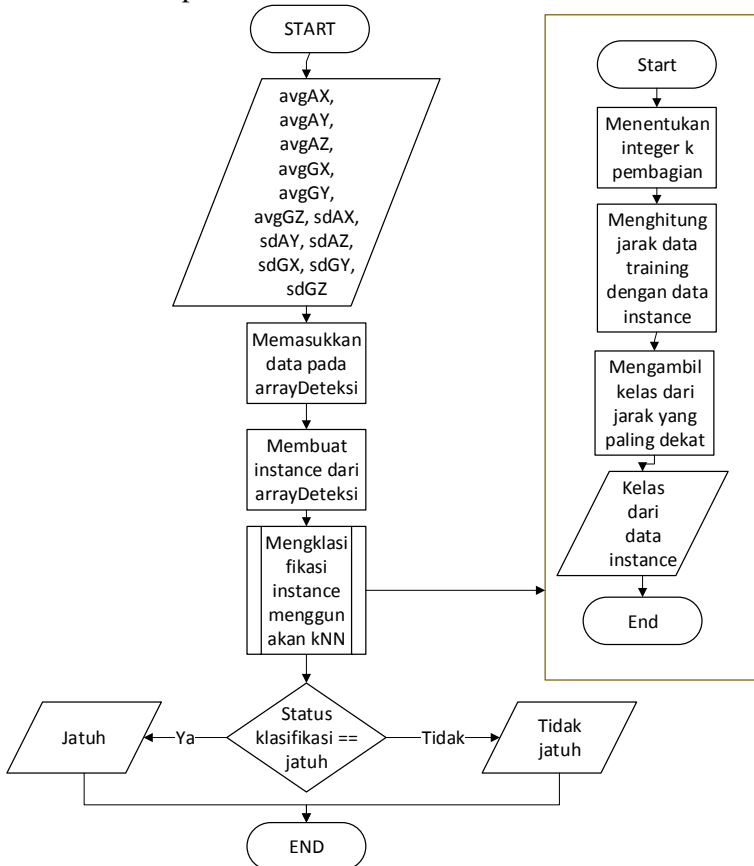 START
avgAX,
avgAY,
avgAZ,
avgGX,
avgGY,
avgGZ, sdAX,
sdAY, sdAZ,
sdGX, sdGY,
sdGZ
Memasukkan
data pada
arrayDeteksi
Membuat
instance dari
arrayDeteksi
Mengklasi
fikasi
instance
menggun
akan kNN
Status
klasifikasi ==
jatuh
Ya
Jatuh
Tidak
Tidak
jatuh
END
Start
Menentukan
integer k
pembagian
Menghitung
jarak data
training
dengan data
instance
Mengambil
kelas dari
jarak yang
paling dekat
Kelas
dari
data
instance
End